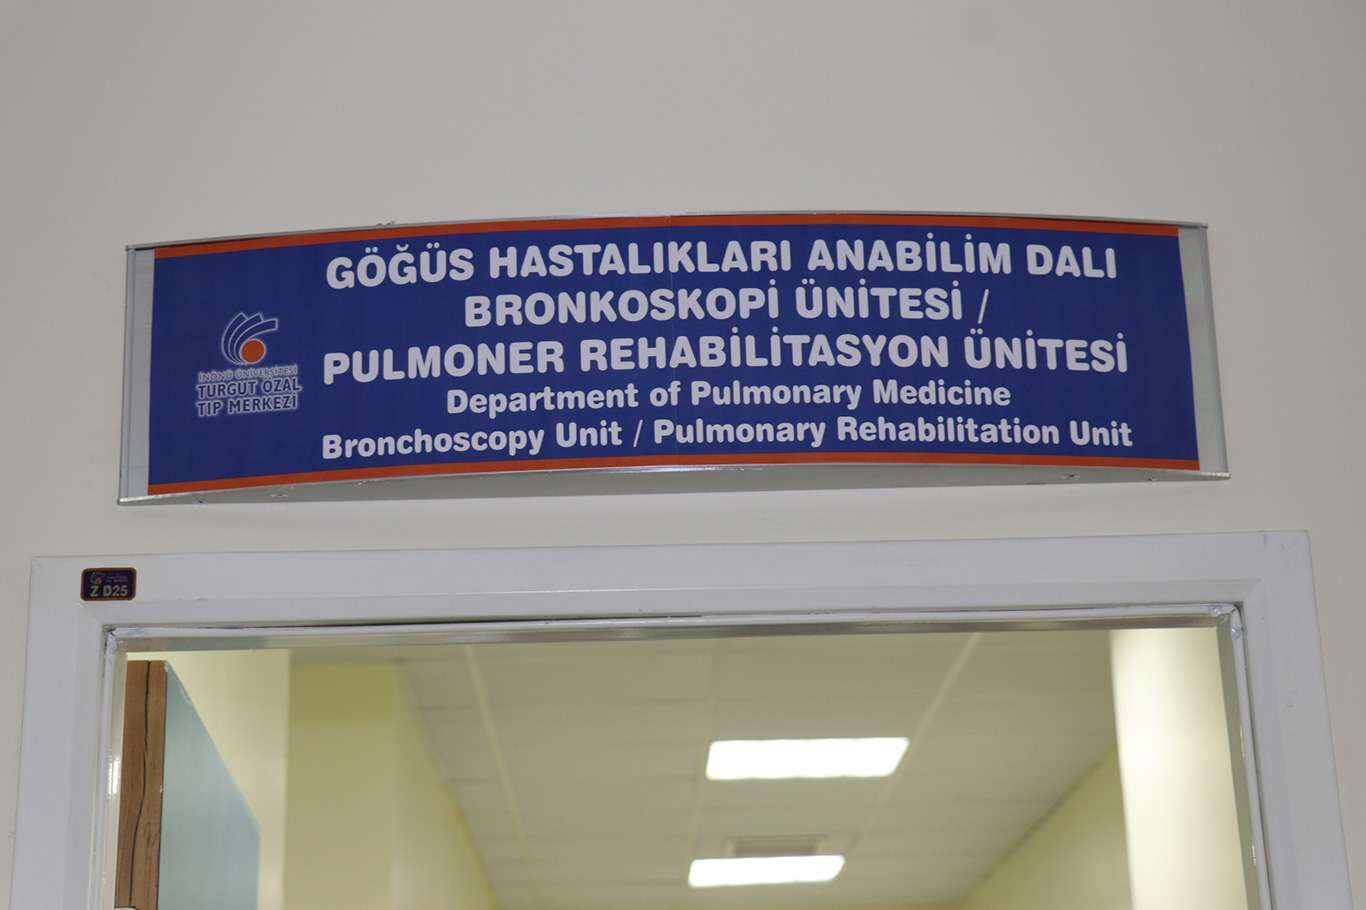 GÖĞÜS HASTALIKLARI ANABİLİM DALI
BRONKOSKOPİ ÜNİTESİ /
PULMONER REHABİLİTASYON ÜNİTESİ
Department of Pulmonary Medicine
Bronchoscopy Unit / Pulmonary Rehabilitation Unit
İNÖNÜ ÜNİVERSİTESİ
TURGUT ÖZAL
TIP MERKEZİ
Z D25